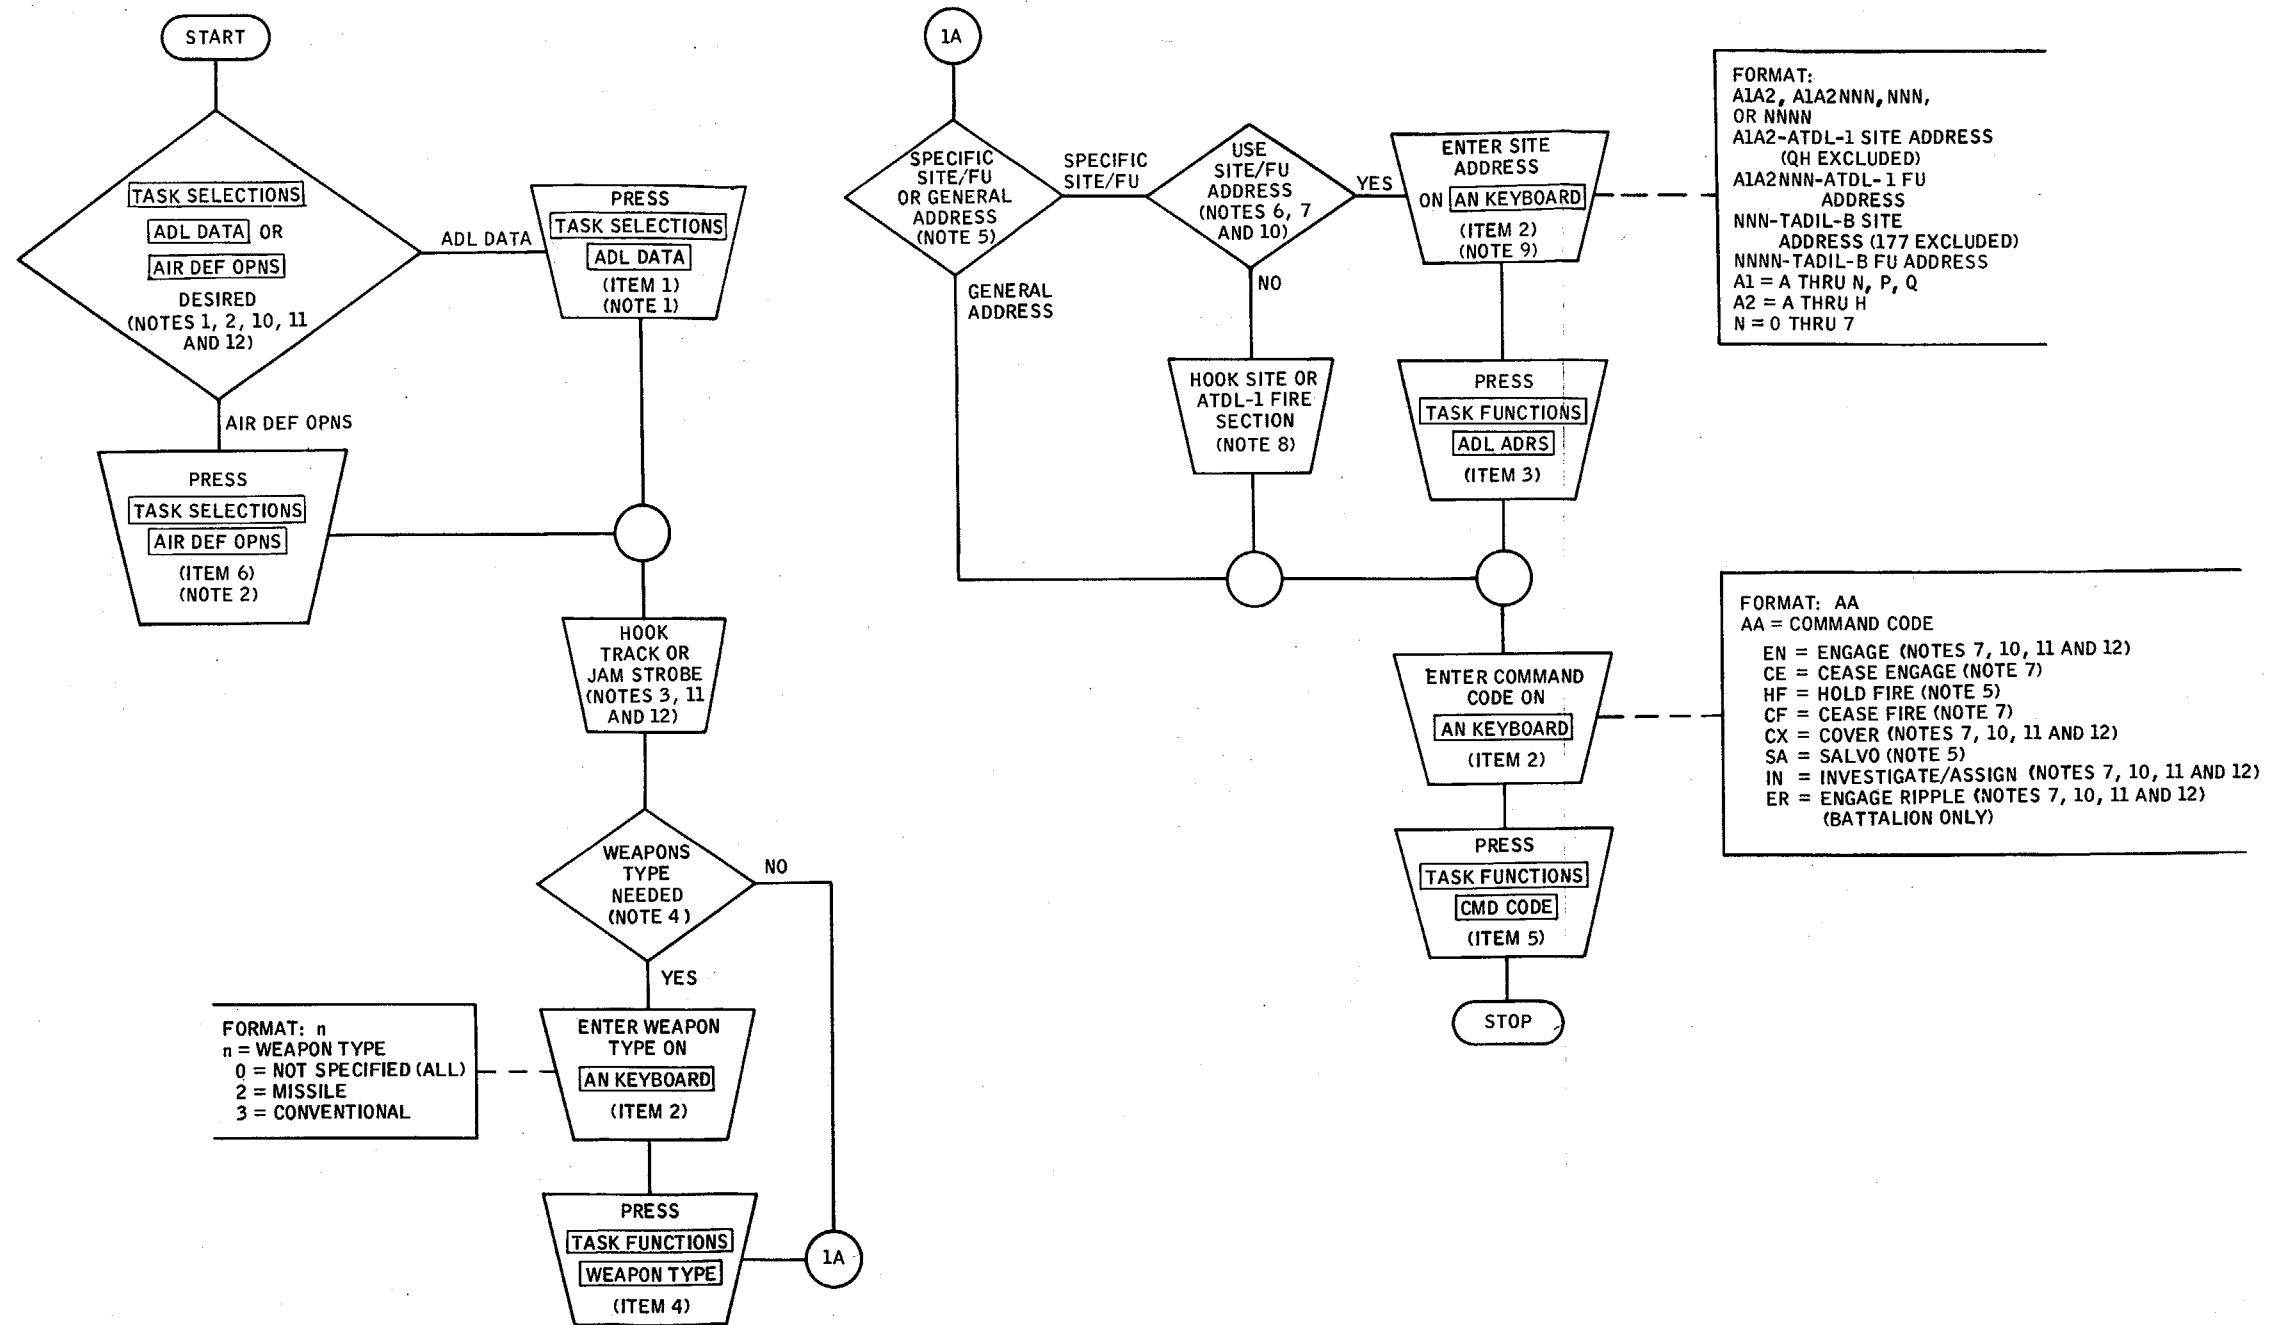 START
TASK SELECTIONS
ADL DATA OR
AIR DEF OPNS
DESIRED
(NOTES 1, 2, 10, 11
AND 12)
ADL DATA
PRESS
TASK SELECTIONS
ADL DATA
(ITEM 1)
(NOTE 1)
AIR DEF OPNS
PRESS
TASK SELECTIONS
AIR DEF OPNS
(ITEM 6)
(NOTE 2)
HOOK
TRACK OR
JAM STROBE
(NOTES 3, 11
AND 12)
WEAPONS
TYPE
NEEDED
(NOTE 4)
NO
YES
FORMAT: n
n = WEAPON TYPE
0 = NOT SPECIFIED (ALL)
2 = MISSILE
3 = CONVENTIONAL
ENTER WEAPON
TYPE ON
AN KEYBOARD
(ITEM 2)
PRESS
TASK FUNCTIONS
WEAPON TYPE
(ITEM 4)
1A
1A
SPECIFIC
SITE/FU
OR GENERAL
ADDRESS
(NOTE 5)
SPECIFIC
SITE/FU
GENERAL
ADDRESS
USE
SITE/FU
ADDRESS
(NOTES 6, 7
AND 10)
YES
NO
HOOK SITE OR
ATDL-1 FIRE
SECTION
(NOTE 8)
ENTER SITE
ADDRESS
ON AN KEYBOARD
(ITEM 2)
(NOTE 9)
FORMAT:
A1A2, A1A2NNN, NNN,
OR NNNN
A1A2-ATDL-1 SITE ADDRESS
(QH EXCLUDED)
A1A2NNN-ATDL-1 FU
ADDRESS
NNN-TADIL-B SITE
ADDRESS (177 EXCLUDED)
NNNN-TADIL-B FU ADDRESS
A1 = A THRU N, P, Q
A2 = A THRU H
N = 0 THRU 7
PRESS
TASK FUNCTIONS
ADL ADRS
(ITEM 3)
ENTER COMMAND
CODE ON
AN KEYBOARD
(ITEM 2)
FORMAT: AA
AA = COMMAND CODE
EN = ENGAGE (NOTES 7, 10, 11 AND 12)
CE = CEASE ENGAGE (NOTE 7)
HF = HOLD FIRE (NOTE 5)
CF = CEASE FIRE (NOTE 7)
CX = COVER (NOTES 7, 10, 11 AND 12)
SA = SALVO (NOTE 5)
IN = INVESTIGATE/ASSIGN (NOTES 7, 10, 11 AND 12)
ER = ENGAGE RIPPLE (NOTES 7, 10, 11 AND 12)
(BATTALION ONLY)
PRESS
TASK FUNCTIONS
CMD CODE
(ITEM 5)
STOP